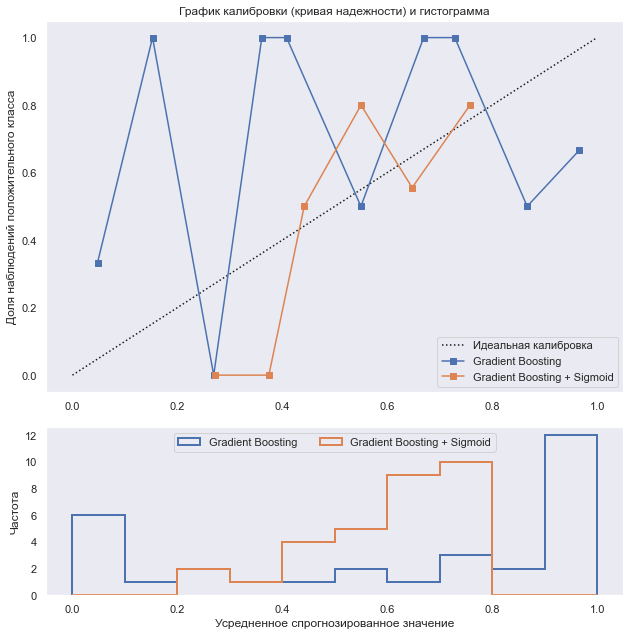 График калибровки (кривая надежности) и гистограмма
Доля наблюдений положительного класса
1.0
0.8
0.6
0.4
0.2
0.0
Идеальная калибровка
Gradient Boosting
Gradient Boosting + Sigmoid
0.0 0.2 0.4 0.6 0.8 1.0
Gradient Boosting Gradient Boosting + Sigmoid
Частота
12
10
8
6
4
2
0
0.0 0.2 0.4 0.6 0.8 1.0
Усредненное спрогнозированное значение